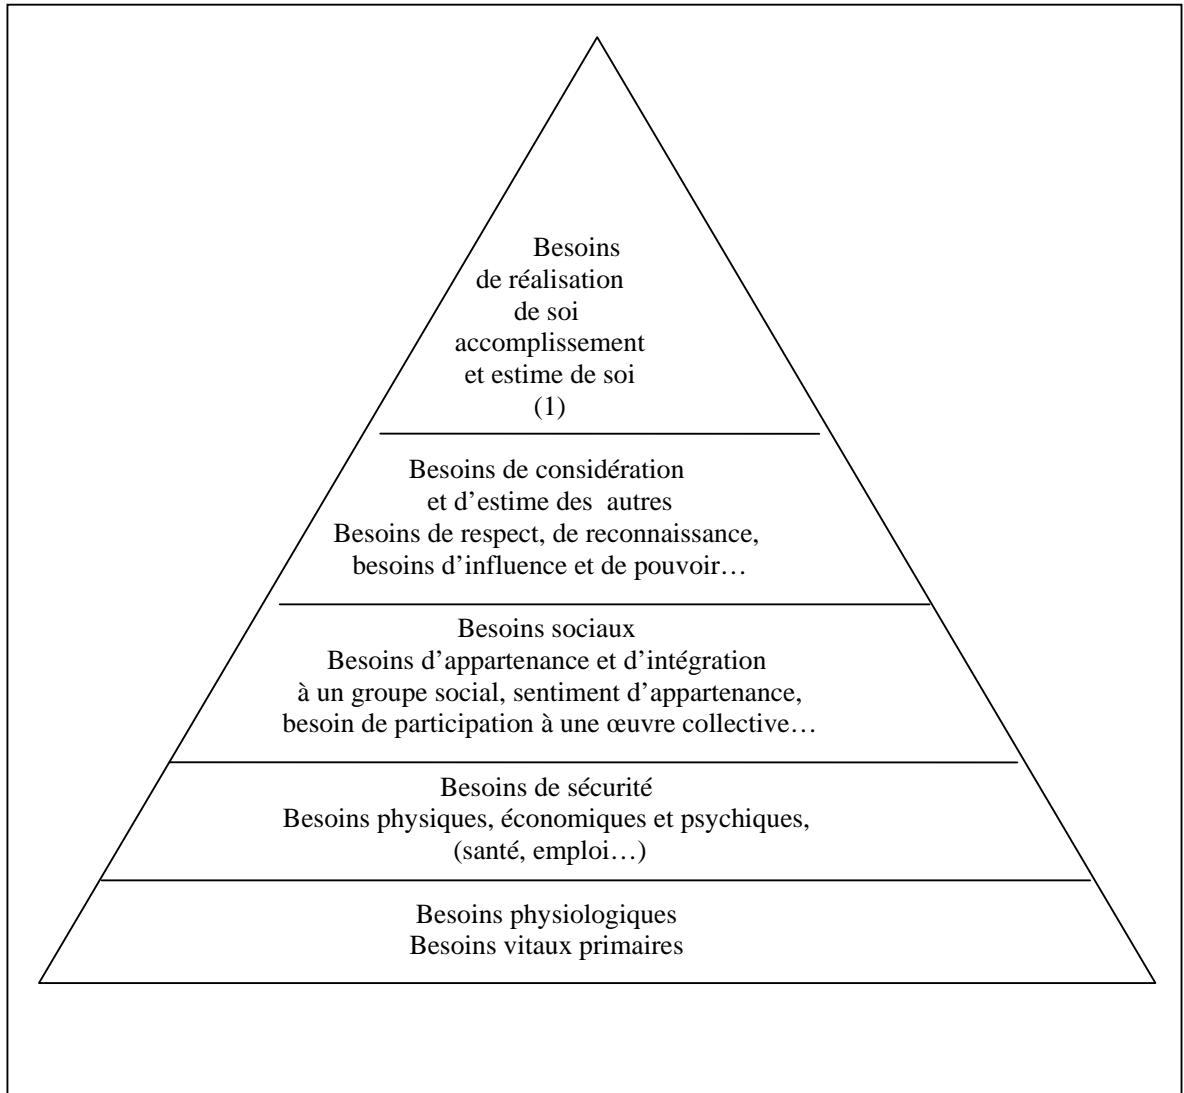 Besoins
de réalisation
de soi
accomplissement
et estime de soi
(1)
Besoins de considération
et d’estime des autres
Besoins de respect, de reconnaissance,
besoins d’influence et de pouvoir…
Besoins sociaux
Besoins d’appartenance et d’intégration
à un groupe social, sentiment d’appartenance,
besoin de participation à une œuvre collective…
Besoins de sécurité
Besoins physiques, économiques et psychiques,
(santé, emploi…)
Besoins physiologiques
Besoins vitaux primaires